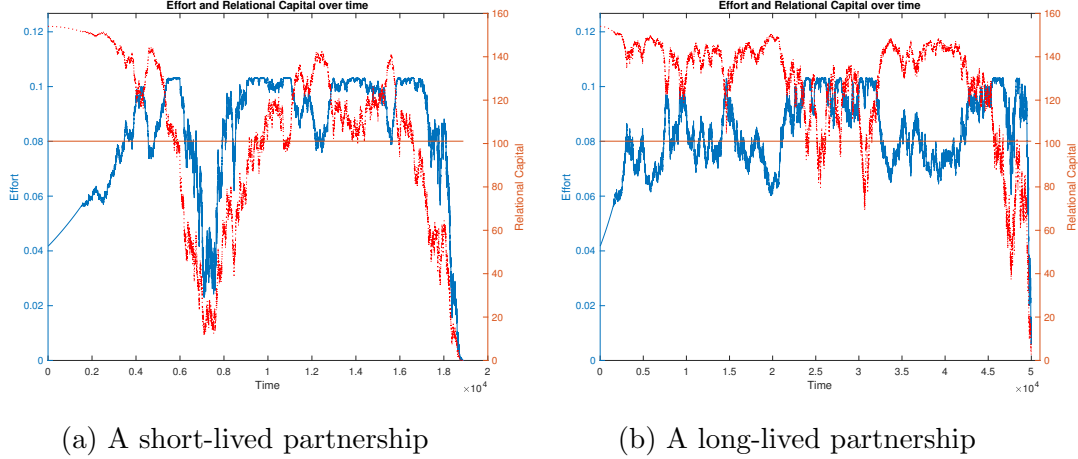 Effort and Relational Capital over time
0.12
0.1
0.08
0.06
0.04
0.02
0
Effort
160
140
120
100
80
60
40
20
0
Relational Capital
0 0.2 0.4 0.6 0.8 1 1.2 1.4 1.6 1.8 2
Time
×10⁴
(a) A short-lived partnership
Effort and Relational Capital over time
0.12
0.1
0.08
0.06
0.04
0.02
0
Effort
160
140
120
100
80
60
40
20
0
Relational Capital
0 0.5 1 1.5 2 2.5 3 3.5 4 4.5 5
Time
×10⁴
(b) A long-lived partnership